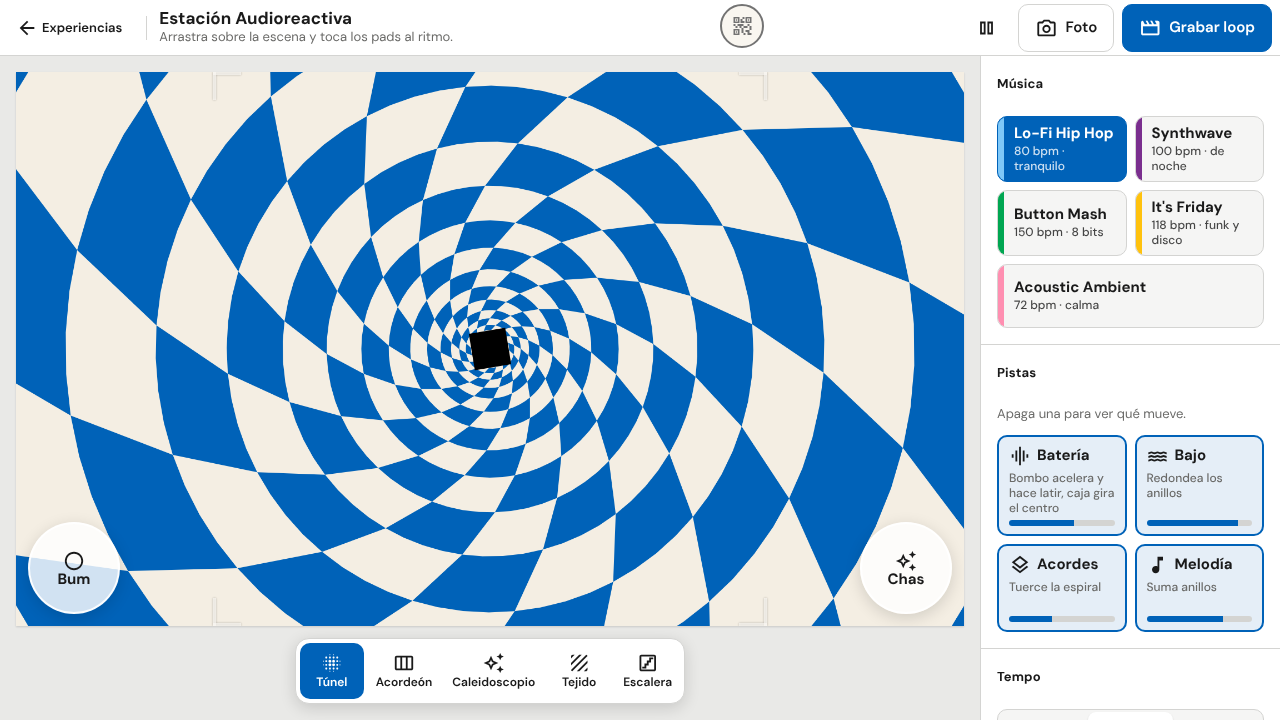 Experiencias
Estación Audioreactiva
Arrastra sobre la escena y toca los pads al ritmo.
Foto
Grabar loop
Música
Lo-Fi Hip Hop
80 bpm ·
tranquilo
Synthwave
100 bpm · de
noche
Button Mash
150 bpm · 8 bits
It's Friday
118 bpm · funk y
disco
Acoustic Ambient
72 bpm · calma
Pistas
Apaga una para ver qué mueve.
Batería
Bombo acelera y
hace latir, caja gira
el centro
Bajo
Redondea los
anillos
Acordes
Tuerce la espiral
Melodía
Suma anillos
Tempo
Bum
Chas
Túnel
Acordeón
Caleidoscopio
Tejido
Escalera